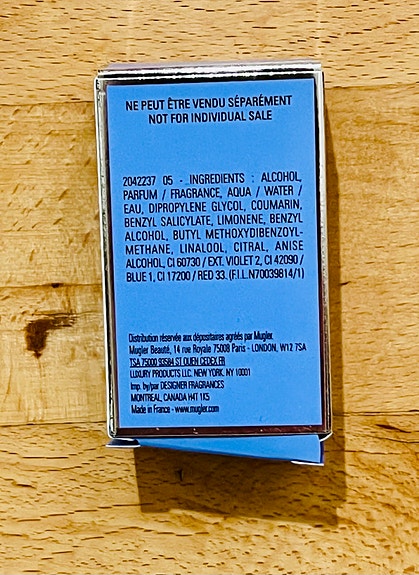 NE PEUT ÊTRE VENDU SÉPARÉMENT
NOT FOR INDIVIDUAL SALE
2042237 05 - INGREDIENTS : ALCOHOL,
PARFUM / FRAGRANCE, AQUA / WATER /
EAU, DIPROPYLENE GLYCOL, COUMARIN,
BENZYL SALICYLATE, LIMONENE, BENZYL
ALCOHOL, BUTYL METHOXYDIBENZOYL-
METHANE, LINALOOL, CITRAL, ANISE
ALCOHOL, CI 60730 / EXT. VIOLET 2, CI 42090 /
BLUE 1, CI 17200 / RED 33. (F.I.L.N70039814/1)
Distribution réservée aux dépositaires agréés par Mugler.
Mugler Beauté, 14 rue Royale 75008 Paris - LONDON, W12 7SA
TSA 75000 93584 ST OUEN CEDEX FR
LUXURY PRODUCTS LLC. NEW YORK, NY 10001
Imp. by/par DESIGNER FRAGRANCES
MONTREAL, CANADA H4T 1K5
Made in France - www.mugler.com